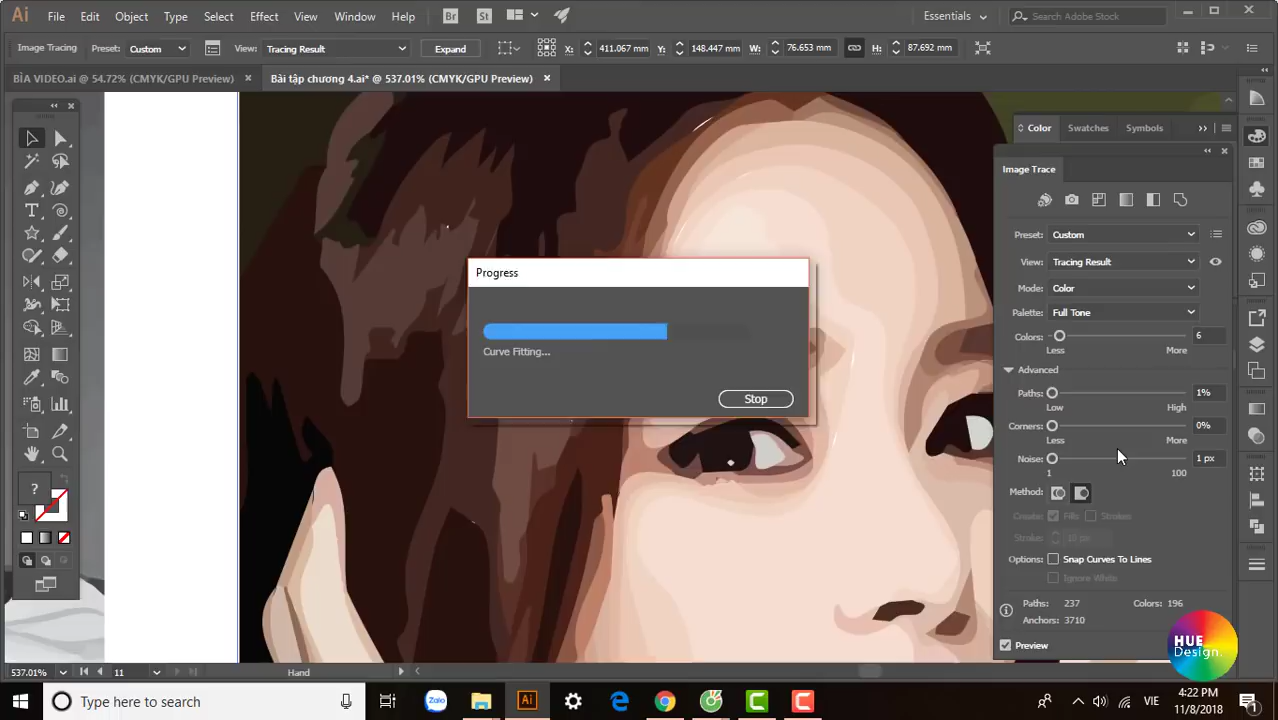 Ai File Edit Object Type Select Effect View Window Help Br St Essentials Search Adobe Stock
Image Tracing Preset: Custom View: Tracing Result Expand X: 411.067 mm Y: 148.447 mm W: 76.653 mm H: 87.692 mm
BÌA VIDEO.ai @ 54.72% (CMYK/GPU Preview) Bài tập chương 4.ai* @ 537.01% (CMYK/GPU Preview)
Color Swatches Symbols
Image Trace
Preset: Custom
View: Tracing Result
Mode: Color
Palette: Full Tone
Colors: 6
Less More
Advanced
Paths: 1%
Low High
Corners: 0%
Less More
Noise: 1 px
1 100
Method:
Create: Fills Strokes
Stroke: 10 px
Options: Snap Curves To Lines
Ignore White
Paths: 237 Colors: 196
Anchors: 3710
Preview
Progress
Curve Fitting...
Stop
?
HUE
Design.
537.01% 11 Hand
Type here to search
Zalo
Ai
VIE
4:22 PM
11/8/2018
1